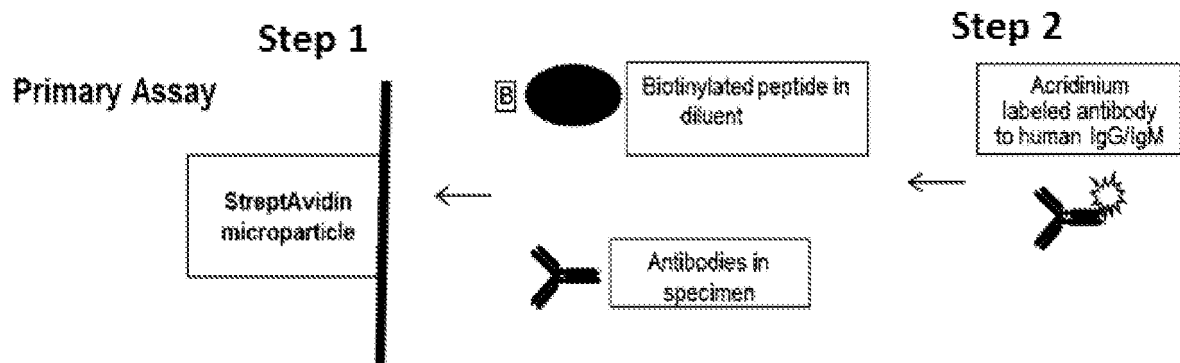 Step 1
Step 2
Primary Assay
StreptAvidin
microparticle
B
Biotinylated peptide in
diluent
Antibodies in
specimen
Acridinium
labeled antibody
to human IgG/IgM